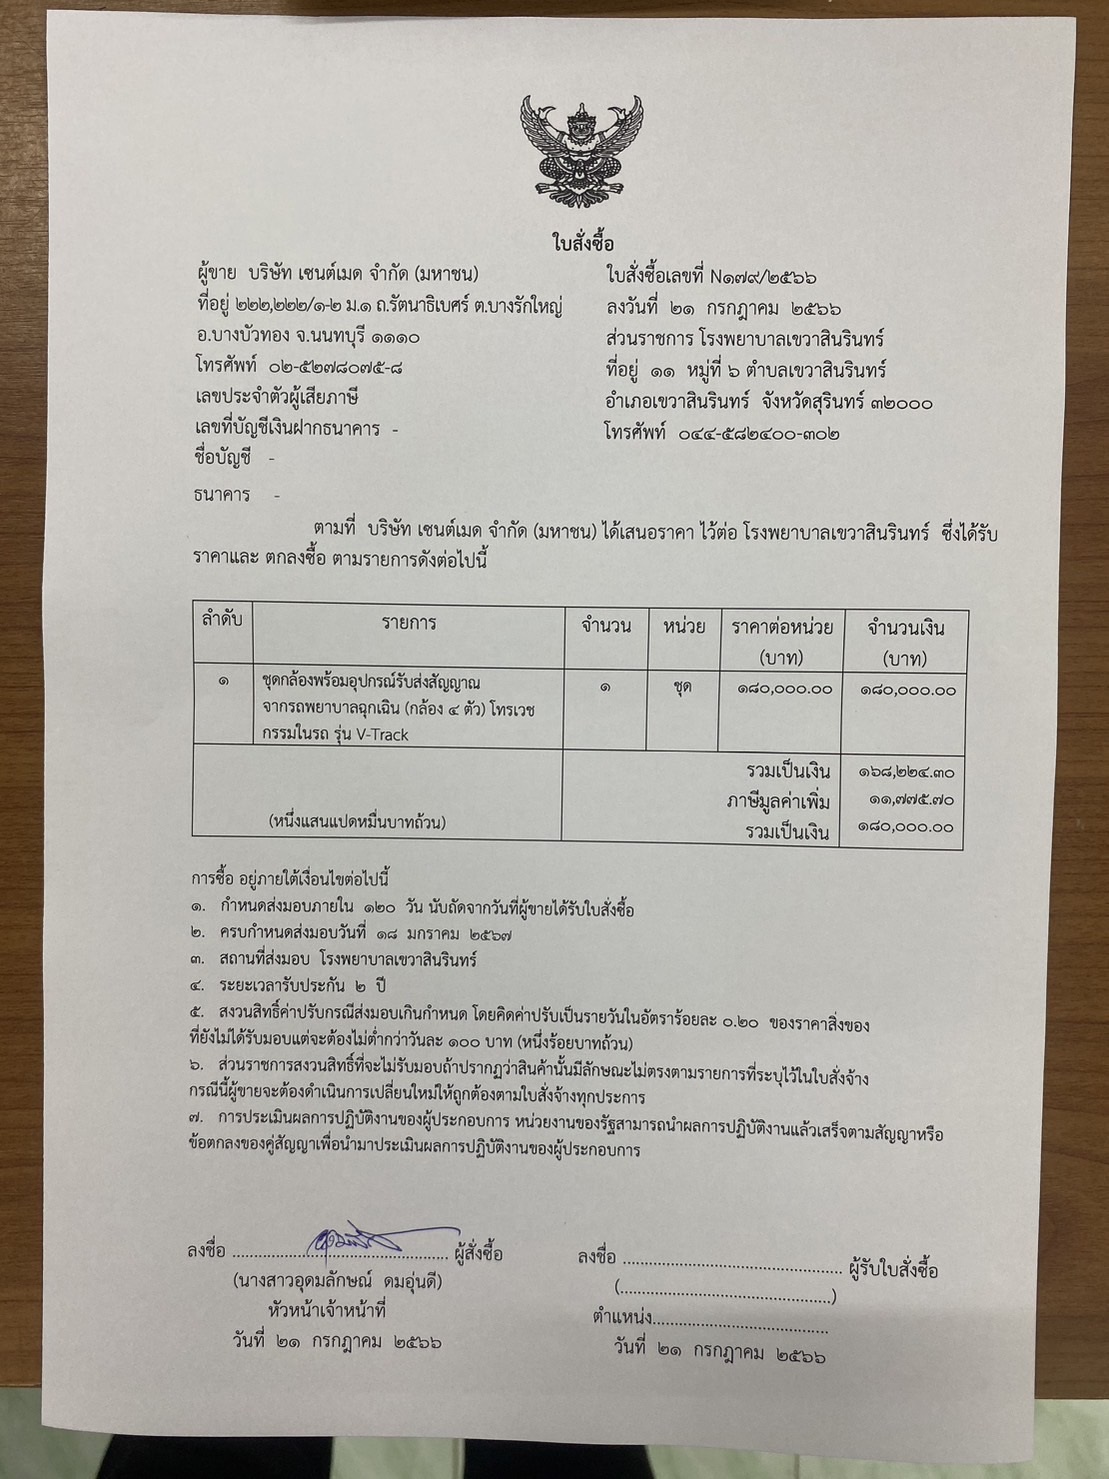 ใบสั่งซื้อ
ผู้ขาย บริษัท เซนต์เมด จำกัด (มหาชน)
ที่อยู่ ๒๒๒,๒๒๒/๑-๒ ม.๑ ถ.รัตนาธิเบศร์ ต.บางรักใหญ่
อ.บางบัวทอง จ.นนทบุรี ๑๑๑๐
โทรศัพท์ ๐๒-๕๒๗๘๐๗๕-๘
เลขประจำตัวผู้เสียภาษี
เลขที่บัญชีเงินฝากธนาคาร -
ชื่อบัญชี -
ธนาคาร -
ใบสั่งซื้อเลขที่ N๑๗๙/๒๕๖๖
ลงวันที่ ๒๑ กรกฎาคม ๒๕๖๖
ส่วนราชการ โรงพยาบาลเขวาสินรินทร์
ที่อยู่ ๑๑ หมู่ที่ ๖ ตำบลเขวาสินรินทร์
อำเภอเขวาสินรินทร์ จังหวัดสุรินทร์ ๓๒๐๐๐
โทรศัพท์ ๐๔๔-๕๘๒๔๐๐-๓๐๒
ตามที่ บริษัท เซนต์เมด จำกัด (มหาชน) ได้เสนอราคา ไว้ต่อ โรงพยาบาลเขวาสินรินทร์ ซึ่งได้รับ
ราคาและ ตกลงซื้อ ตามรายการดังต่อไปนี้
ลำดับ รายการ จำนวน หน่วย ราคาต่อหน่วย จำนวนเงิน
(บาท) (บาท)
๑ ชุดกล้องพร้อมอุปกรณ์รับส่งสัญญาณ ๑ ชุด ๑๘๐,๐๐๐.๐๐ ๑๘๐,๐๐๐.๐๐
จากรถพยาบาลฉุกเฉิน (กล้อง ๔ ตัว) โทรเวช
กรรมในรถ รุ่น V-Track
รวมเป็นเงิน ๑๖๘,๒๒๔.๓๐
ภาษีมูลค่าเพิ่ม ๑๑,๗๗๕.๗๐
(หนึ่งแสนแปดหมื่นบาทถ้วน) รวมเป็นเงิน ๑๘๐,๐๐๐.๐๐
การซื้อ อยู่ภายใต้เงื่อนไขต่อไปนี้
๑. กำหนดส่งมอบภายใน ๑๒๐ วัน นับถัดจากวันที่ผู้ขายได้รับใบสั่งซื้อ
๒. ครบกำหนดส่งมอบวันที่ ๑๘ มกราคม ๒๕๖๗
๓. สถานที่ส่งมอบ โรงพยาบาลเขวาสินรินทร์
๔. ระยะเวลารับประกัน ๒ ปี
๕. สงวนสิทธิ์ค่าปรับกรณีส่งมอบเกินกำหนด โดยคิดค่าปรับเป็นรายวันในอัตราร้อยละ ๐.๒๐ ของราคาสิ่งของ
ที่ยังไม่ได้รับมอบแต่จะต้องไม่ต่ำกว่าวันละ ๑๐๐ บาท (หนึ่งร้อยบาทถ้วน)
๖. ส่วนราชการสงวนสิทธิ์ที่จะไม่รับมอบถ้าปรากฏว่าสินค้านั้นมีลักษณะไม่ตรงตามรายการที่ระบุไว้ในใบสั่งจ้าง
กรณีนี้ผู้ขายจะต้องดำเนินการเปลี่ยนใหม่ให้ถูกต้องตามใบสั่งจ้างทุกประการ
๗. การประเมินผลการปฏิบัติงานของผู้ประกอบการ หน่วยงานของรัฐสามารถนำผลการปฏิบัติงานแล้วเสร็จตามสัญญาหรือ
ข้อตกลงของคู่สัญญาเพื่อนำมาประเมินผลการปฏิบัติงานของผู้ประกอบการ
ลงชื่อ ........................................ ผู้สั่งซื้อ
(นางสาวอุดมลักษณ์ ดมอุ่นดี)
หัวหน้าเจ้าหน้าที่
วันที่ ๒๑ กรกฎาคม ๒๕๖๖
ลงชื่อ ........................................ ผู้รับใบสั่งซื้อ
(........................................)
ตำแหน่ง.................................
วันที่ ๒๑ กรกฎาคม ๒๕๖๖